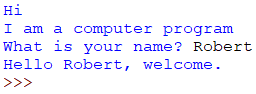 Hi
I am a computer program
What is your name? Robert
Hello Robert, welcome.
>>>